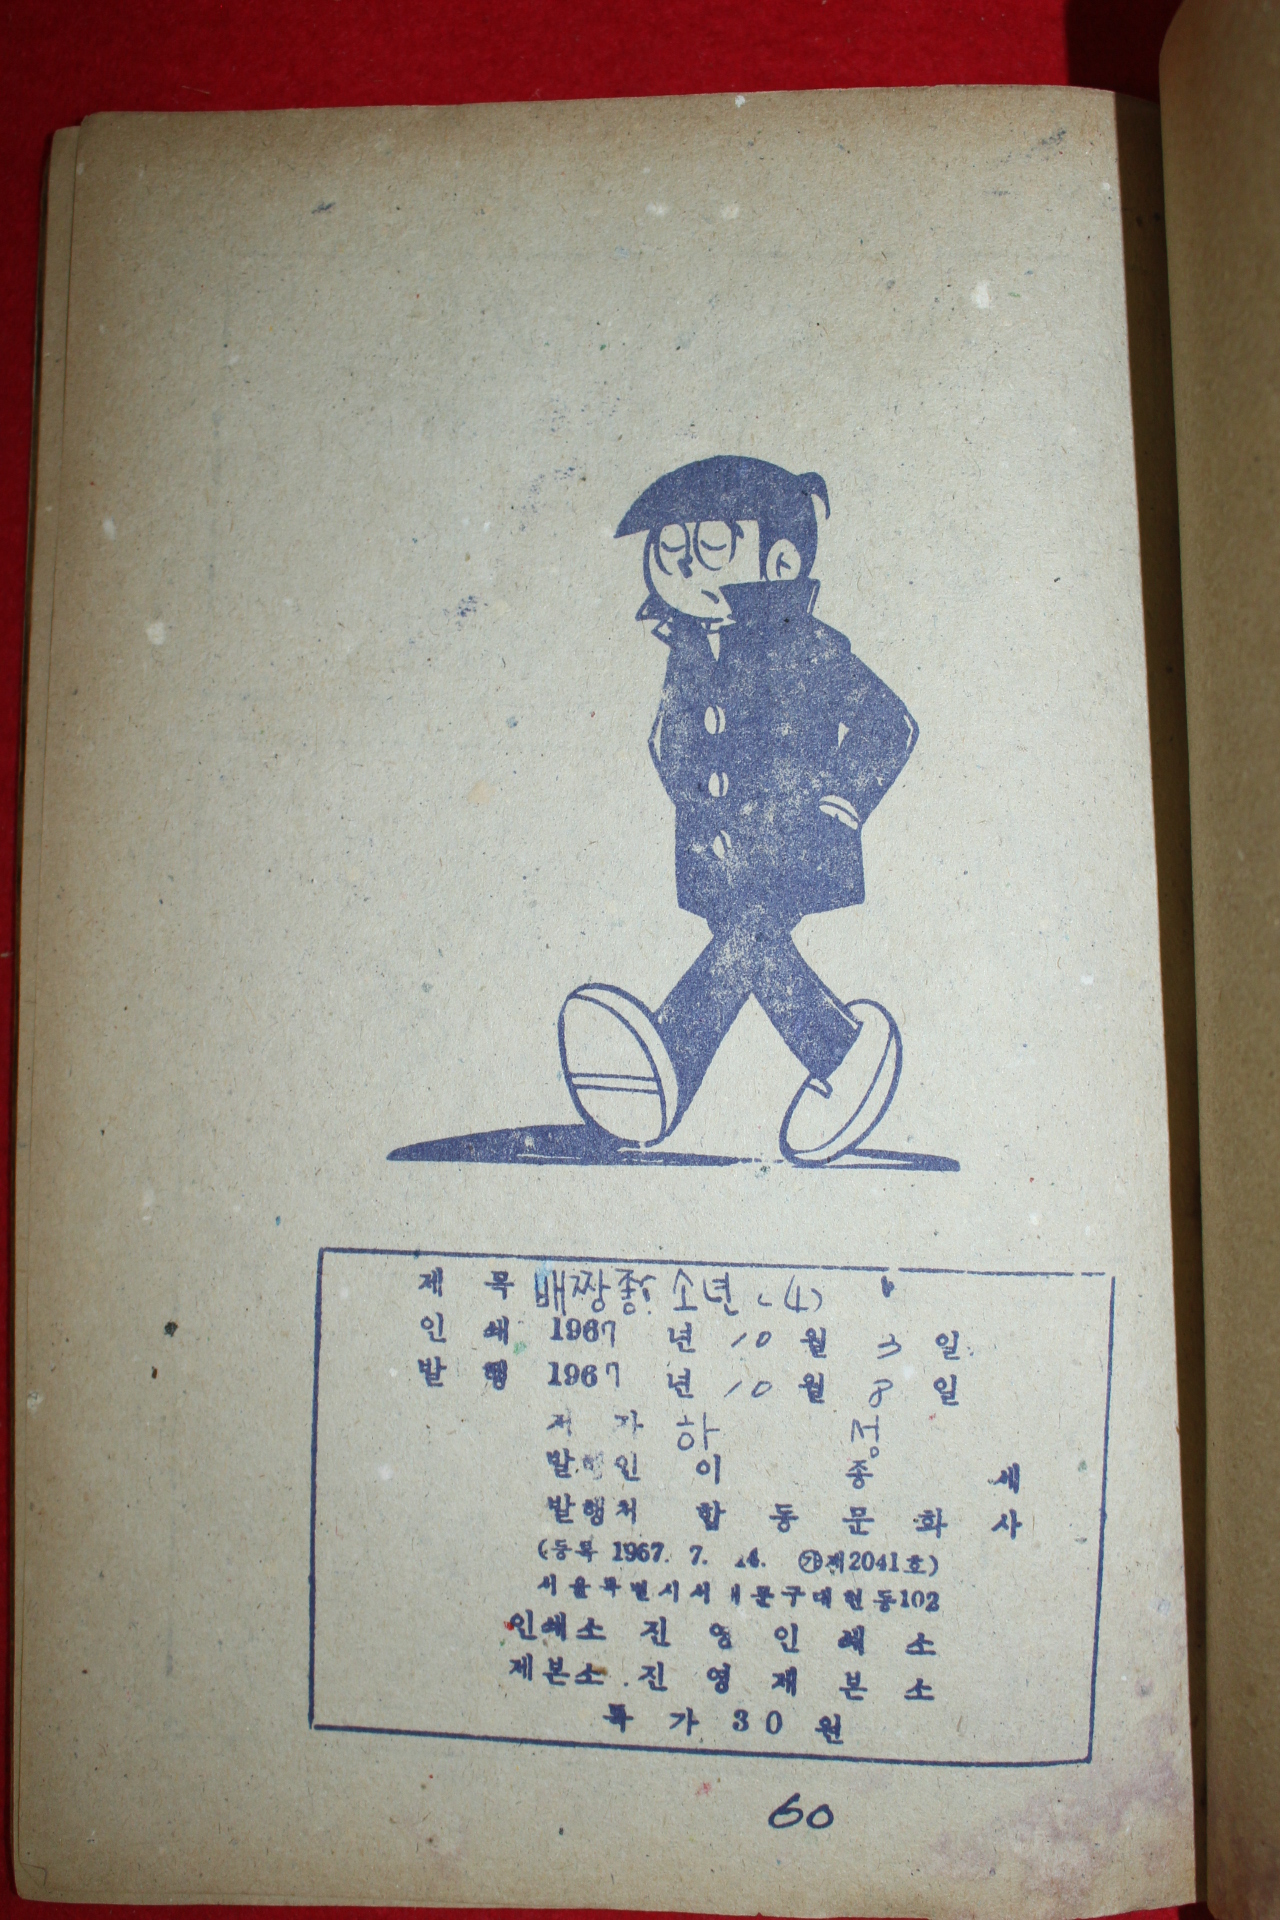 제 목 배짱좋은 소년 (4)
인 쇄 1967 년 10 월 3 일
발 행 1967 년 10 월 8 일
저 자 하 정
발행인 이 종 세
발행처 합 동 문 화 사
(등록 1967. 7. 14. ㉮제2041호)
서울특별시서대문구대현동102
인쇄소 진 영 인 쇄 소
제본소 진 영 제 본 소
특 가 30 원
60